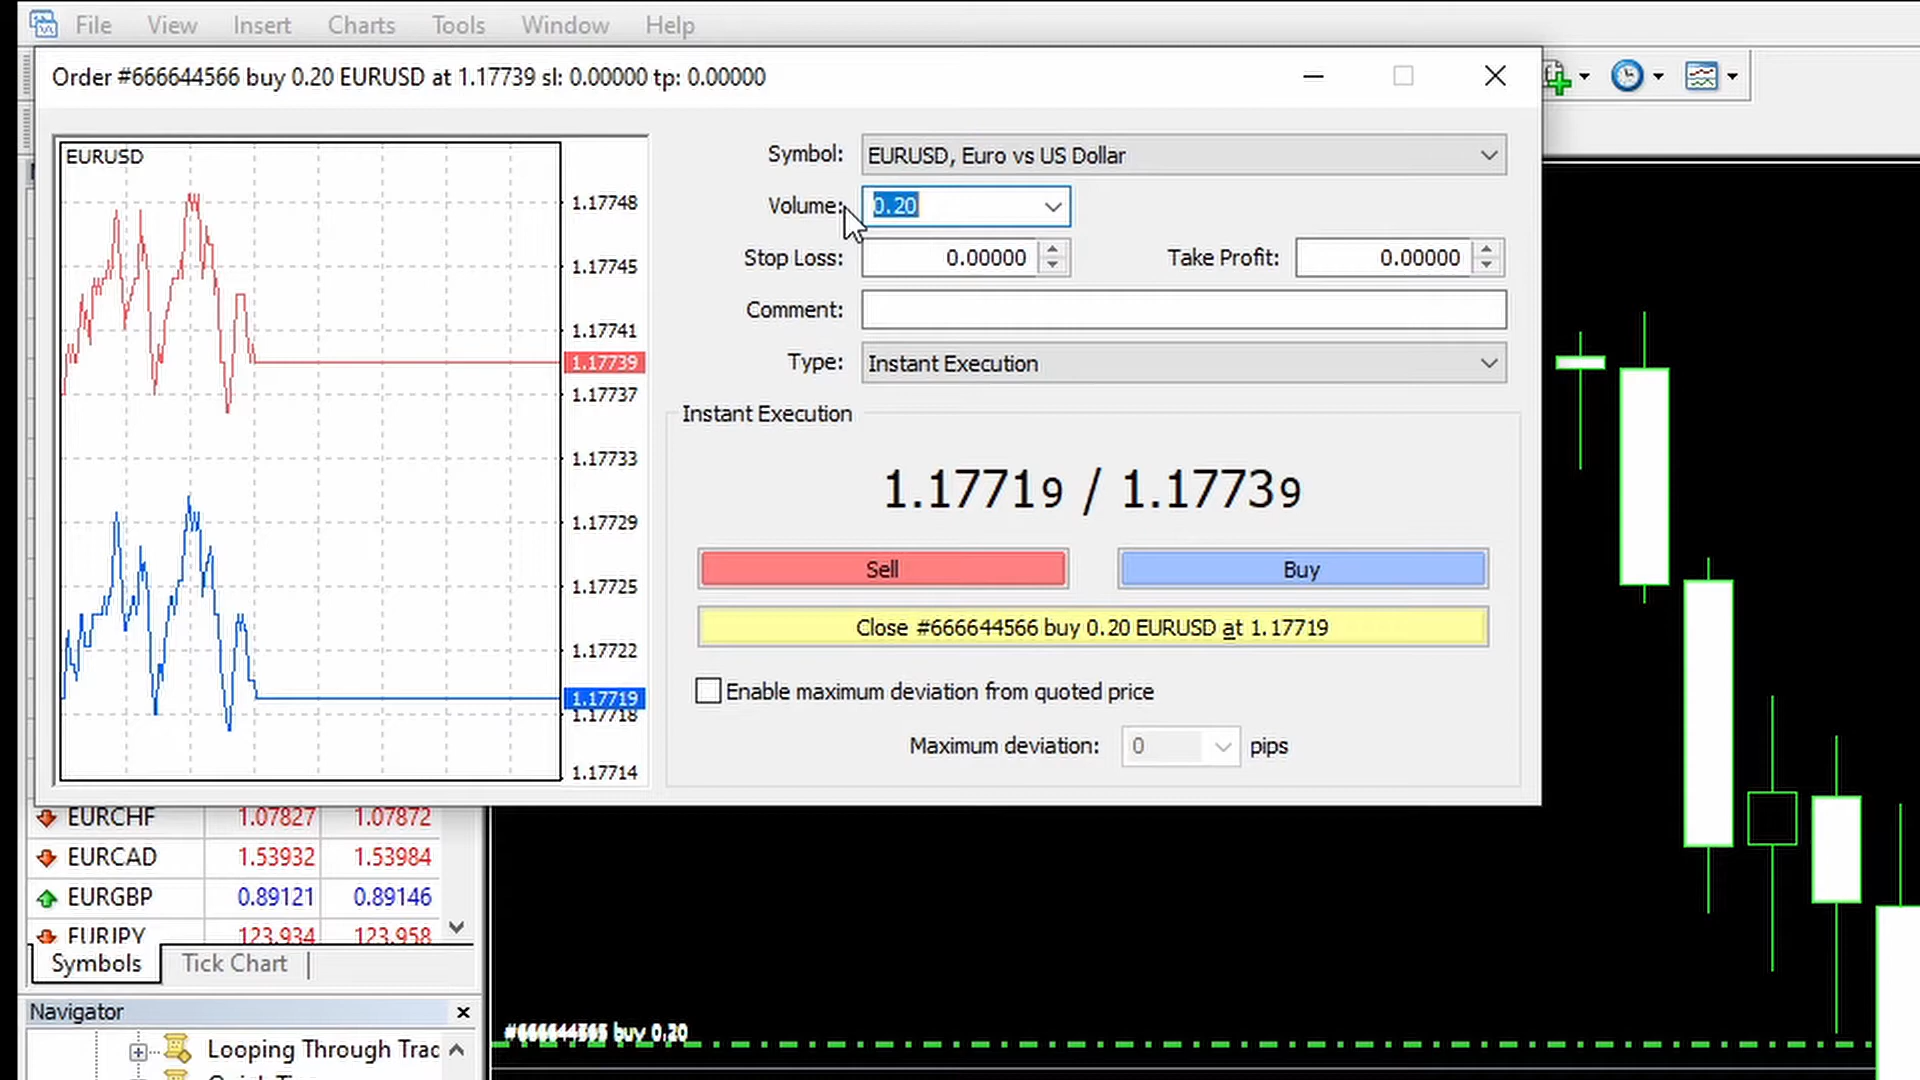 File View Insert Charts Tools Window Help
Order #666644566 buy 0.20 EURUSD at 1.17739 sl: 0.00000 tp: 0.00000
EURUSD
1.17748
1.17745
1.17741
1.17739
1.17737
1.17733
1.17729
1.17725
1.17722
1.17719
1.17718
1.17714
Symbol: EURUSD, Euro vs US Dollar
Volume: 0.20
Stop Loss: 0.00000 Take Profit: 0.00000
Comment:
Type: Instant Execution
Instant Execution
1.17719 / 1.17739
Sell Buy
Close #666644566 buy 0.20 EURUSD at 1.17719
Enable maximum deviation from quoted price
Maximum deviation: 0 pips
EURCHF 1.07827 1.07872
EURCAD 1.53932 1.53984
EURGBP 0.89121 0.89146
EURJPY 123.934 123.958
Symbols Tick Chart
Navigator
Looping Through Trac
buy 0.20